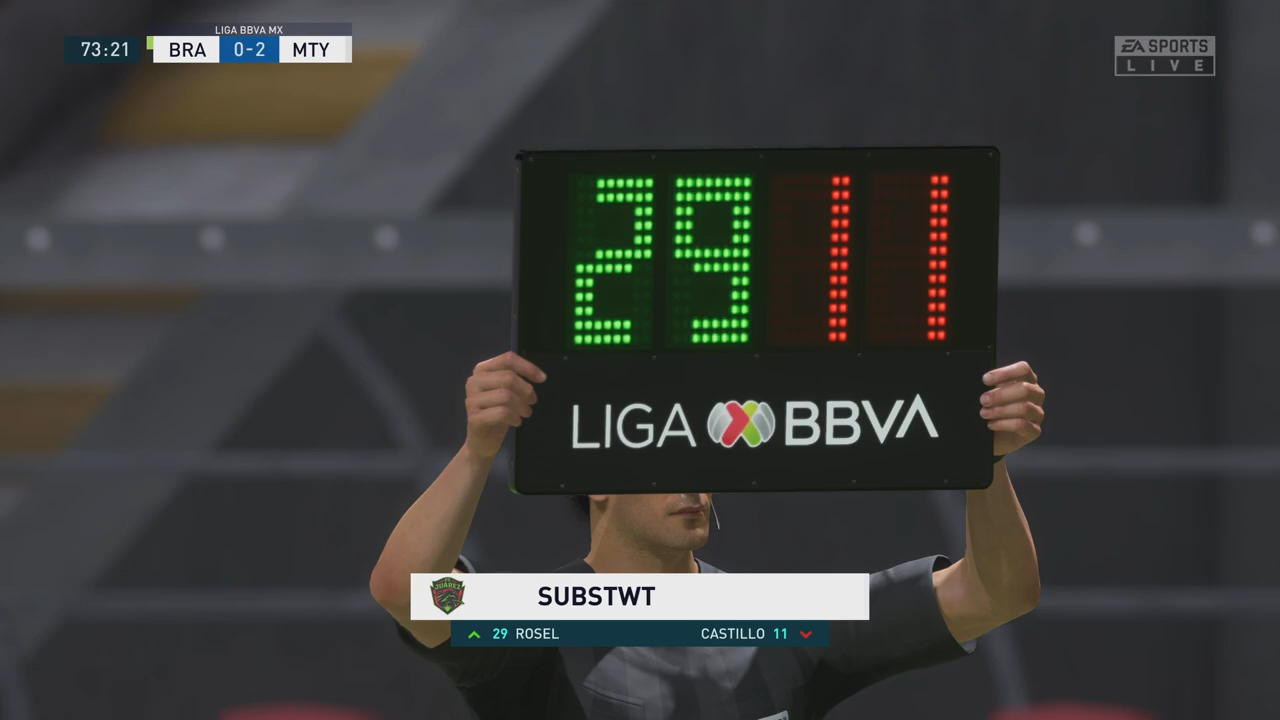 LIGA BBVA MX
73:21 BRA 0-2 MTY
EA SPORTS
LIVE
29 11
LIGA BBVA
JUÁREZ
SUBSTWT
29 ROSEL CASTILLO 11